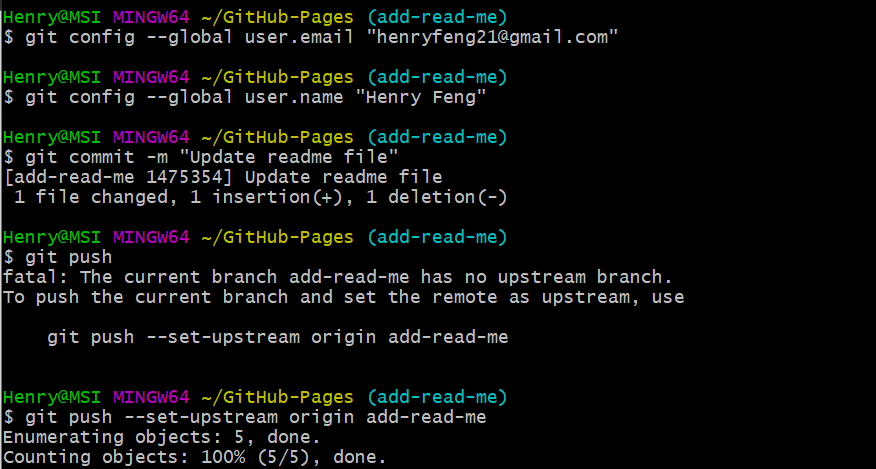 Henry@MSI MINGW64 ~/GitHub-Pages (add-read-me)
$ git config --global user.email "henryfeng21@gmail.com"
Henry@MSI MINGW64 ~/GitHub-Pages (add-read-me)
$ git config --global user.name "Henry Feng"
Henry@MSI MINGW64 ~/GitHub-Pages (add-read-me)
$ git commit -m "Update readme file"
[add-read-me 1475354] Update readme file
 1 file changed, 1 insertion(+), 1 deletion(-)
Henry@MSI MINGW64 ~/GitHub-Pages (add-read-me)
$ git push
fatal: The current branch add-read-me has no upstream branch.
To push the current branch and set the remote as upstream, use
    git push --set-upstream origin add-read-me
Henry@MSI MINGW64 ~/GitHub-Pages (add-read-me)
$ git push --set-upstream origin add-read-me
Enumerating objects: 5, done.
Counting objects: 100% (5/5), done.